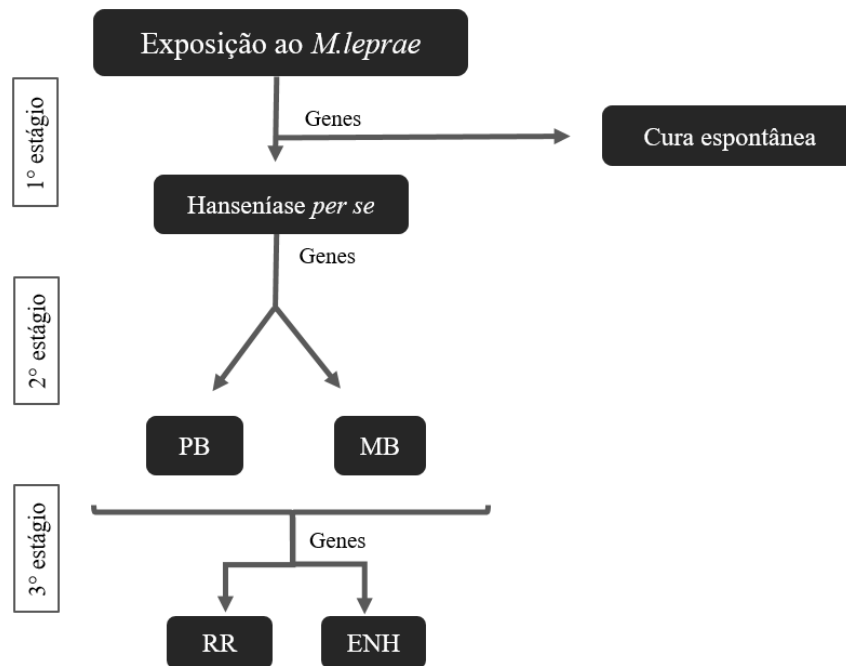 Exposição ao M.leprae
1° estágio
Genes
Cura espontânea
Hanseníase per se
Genes
2° estágio
PB
MB
3° estágio
Genes
RR
ENH